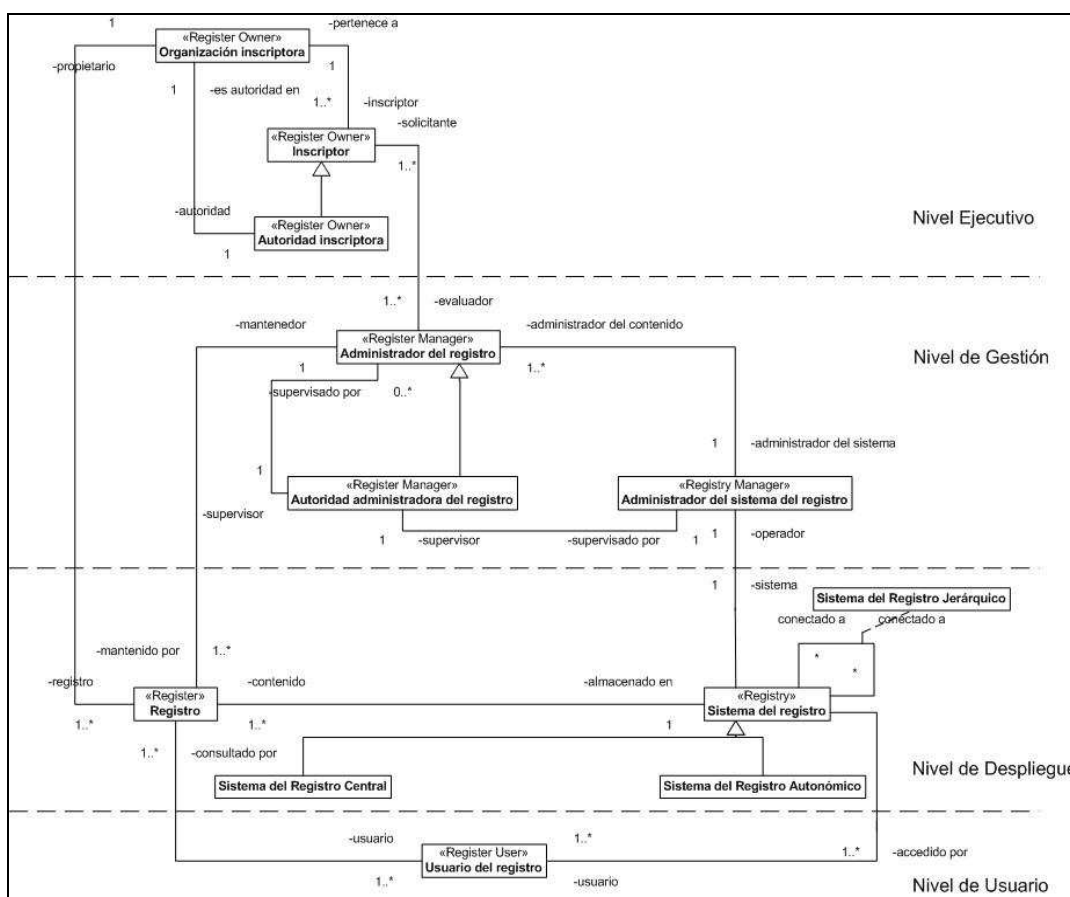 1
-pertenece a
«Register Owner»
Organización inscriptora
-propietario
1
1
-es autoridad en
1..*
-inscriptor
-solicitante
«Register Owner»
Inscriptor
1..*
-autoridad
«Register Owner»
Autoridad inscriptora
1
Nivel Ejecutivo
1..*
-evaluador
-mantenedor
-administrador del contenido
«Register Manager»
Administrador del registro
Nivel de Gestión
1
1..*
-supervisado por
0..*
1
-administrador del sistema
1
«Register Manager»
Autoridad administradora del registro
«Registry Manager»
Administrador del sistema del registro
-supervisor
1
-supervisor
-supervisado por
1
1
-operador
1
-sistema
Sistema del Registro Jerárquico
conectado a
conectado a
*
*
-mantenido por
1..*
-registro
-contenido
-almacenado en
«Register»
Registro
«Registry»
Sistema del registro
1..*
1..*
1
1..*
-consultado por
Sistema del Registro Central
Sistema del Registro Autonómico
Nivel de Despliegue
-usuario
1..*
«Register User»
Usuario del registro
1..*
-accedido por
1..*
-usuario
Nivel de Usuario